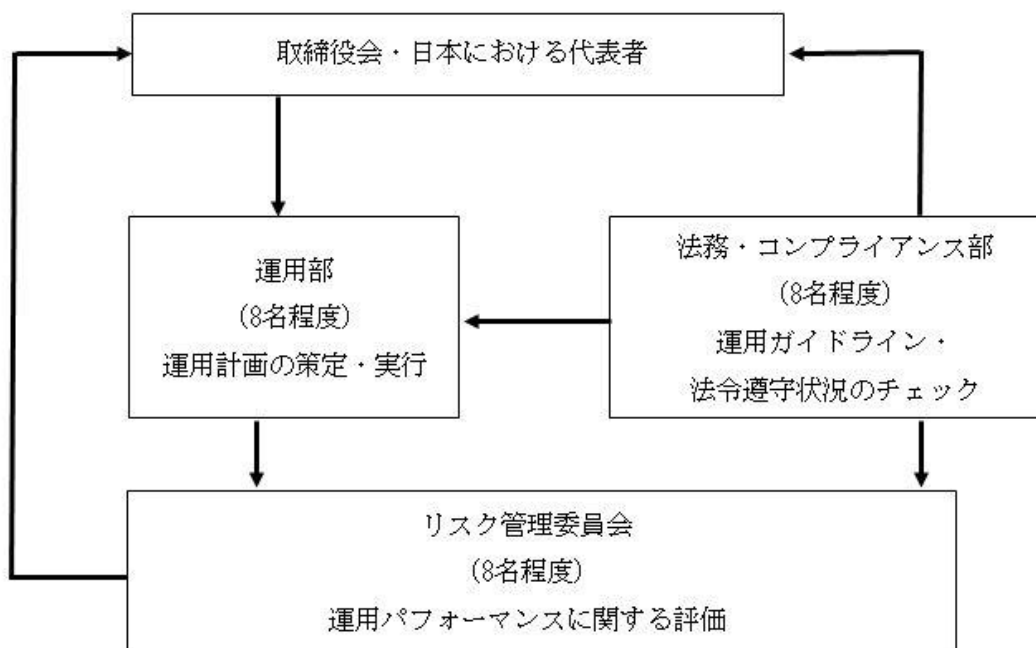 取締役会・日本における代表者
運用部
(8名程度)
運用計画の策定・実行
法務・コンプライアンス部
(8名程度)
運用ガイドライン・
法令遵守状況のチェック
リスク管理委員会
(8名程度)
運用パフォーマンスに関する評価